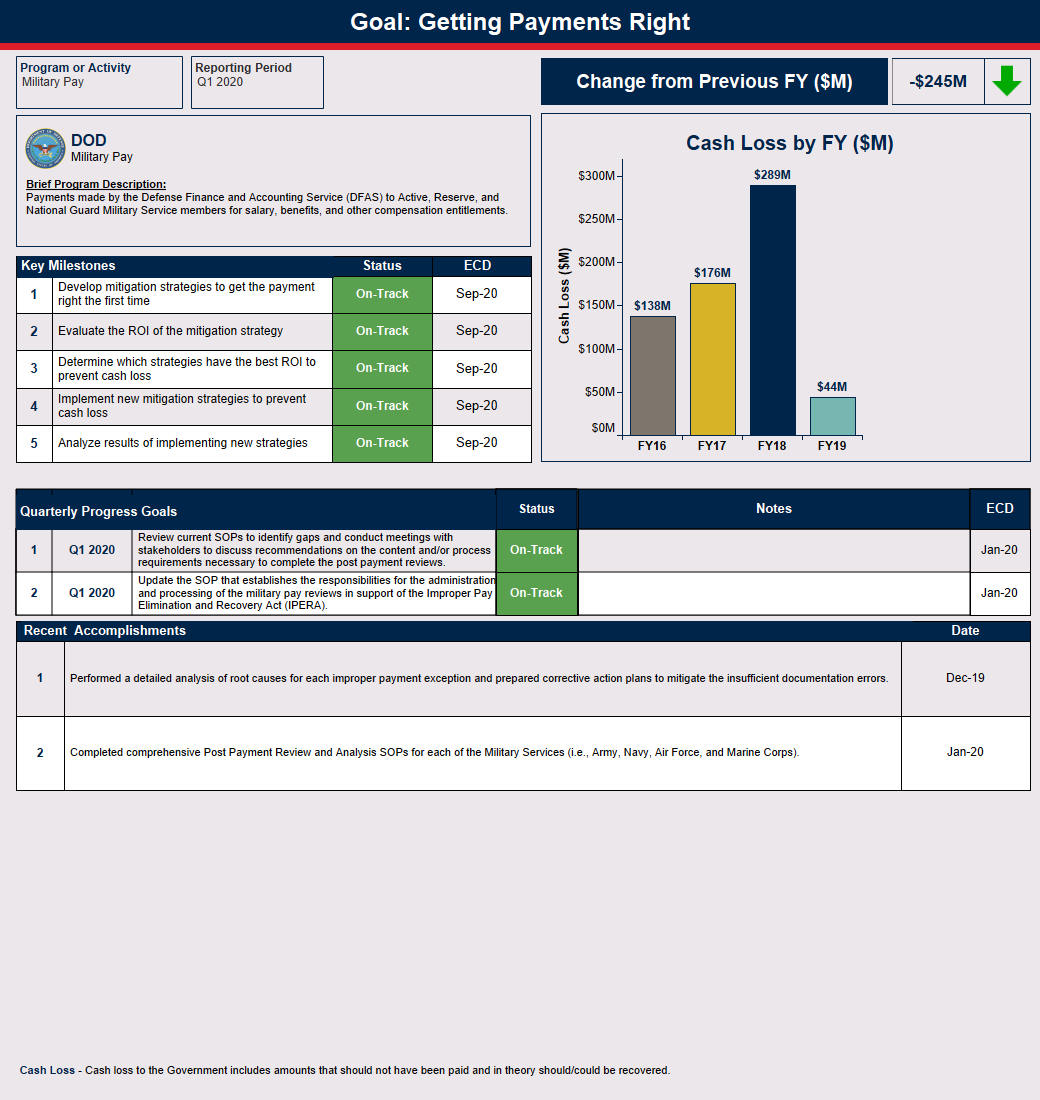 Goal: Getting Payments Right
Program or Activity
Military Pay
Reporting Period
Q1 2020
Change from Previous FY ($M)
-$245M
DOD
Military Pay
Brief Program Description:
Payments made by the Defense Finance and Accounting Service (DFAS) to Active, Reserve, and
National Guard Military Service members for salary, benefits, and other compensation entitlements.
Key Milestones Status ECD
1 Develop mitigation strategies to get the payment
right the first time On-Track Sep-20
2 Evaluate the ROI of the mitigation strategy On-Track Sep-20
3 Determine which strategies have the best ROI to
prevent cash loss On-Track Sep-20
4 Implement new mitigation strategies to prevent
cash loss On-Track Sep-20
5 Analyze results of implementing new strategies On-Track Sep-20
Cash Loss by FY ($M)
Cash Loss ($M)
$300M
$250M
$200M
$150M
$100M
$50M
$0M
$138M
$176M
$289M
$44M
FY16 FY17 FY18 FY19
Quarterly Progress Goals Status Notes ECD
1 Q1 2020 Review current SOPs to identify gaps and conduct meetings with
stakeholders to discuss recommendations on the content and/or process
requirements necessary to complete the post payment reviews. On-Track Jan-20
2 Q1 2020 Update the SOP that establishes the responsibilities for the administration
and processing of the military pay reviews in support of the Improper Pay
Elimination and Recovery Act (IPERA). On-Track Jan-20
Recent Accomplishments Date
1 Performed a detailed analysis of root causes for each improper payment exception and prepared corrective action plans to mitigate the insufficient documentation errors. Dec-19
2 Completed comprehensive Post Payment Review and Analysis SOPs for each of the Military Services (i.e., Army, Navy, Air Force, and Marine Corps). Jan-20
Cash Loss - Cash loss to the Government includes amounts that should not have been paid and in theory should/could be recovered.